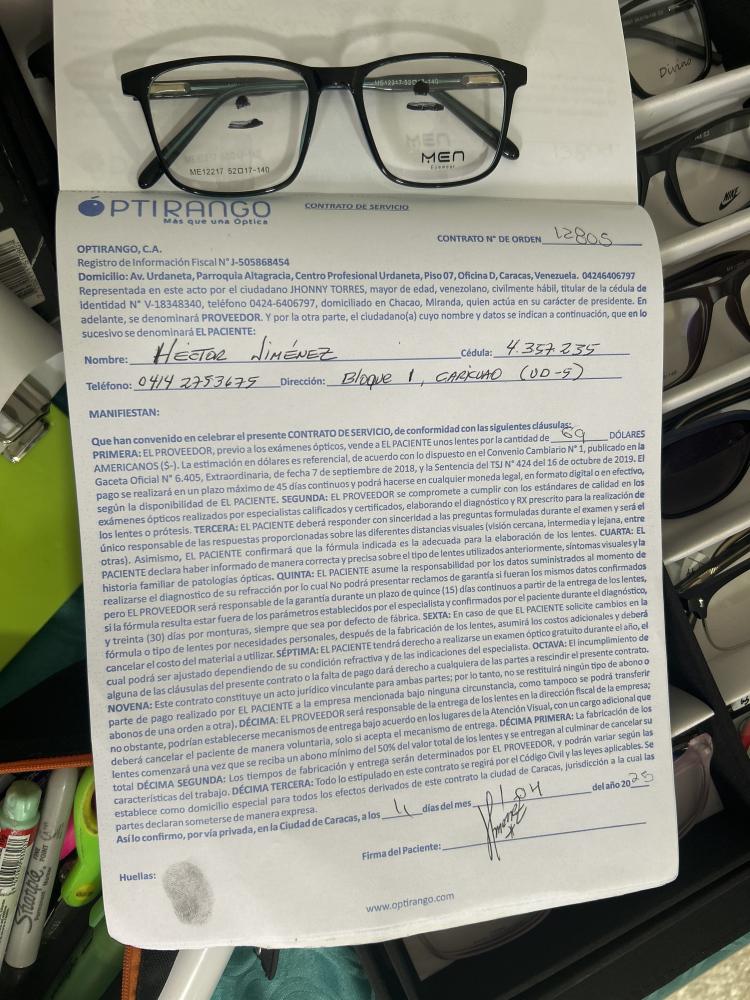 ME12217 52□17-140
ME12217 52□17-140
MEN
Eyewear
Divino
NIKE
OPTIRANGO
Más que una Óptica
CONTRATO DE SERVICIO
CONTRATO N° DE ORDEN 12805
OPTIRANGO, C.A.
Registro de Información Fiscal N° J-505868454
Domicilio: Av. Urdaneta, Parroquia Altagracia, Centro Profesional Urdaneta, Piso 07, Oficina D, Caracas, Venezuela. 04246406797
Representada en este acto por el ciudadano JHONNY TORRES, mayor de edad, venezolano, civilmente hábil, titular de la cédula de
identidad N° V-18348340, teléfono 0424-6406797, domiciliado en Chacao, Miranda, quien actúa en su carácter de presidente. En
adelante, se denominará PROVEEDOR. Y por la otra parte, el ciudadano(a) cuyo nombre y datos se indican a continuación, que en lo
sucesivo se denominará EL PACIENTE:
Nombre: HÉCTOR JIMÉNEZ Cédula: 4.357.235
Teléfono: 0414 2753675 Dirección: Bloque 1, CARICUAO (UD-5)
MANIFIESTAN:
Que han convenido en celebrar el presente CONTRATO DE SERVICIO, de conformidad con las siguientes cláusulas:
PRIMERA: EL PROVEEDOR, previo a los exámenes ópticos, vende a EL PACIENTE unos lentes por la cantidad de 69 DÓLARES
AMERICANOS ($-). La estimación en dólares es referencial, de acuerdo con lo dispuesto en el Convenio Cambiario N° 1, publicado en la
Gaceta Oficial N° 6.405, Extraordinaria, de fecha 7 de septiembre de 2018, y la Sentencia del TSJ N° 424 del 16 de octubre de 2019. El
pago se realizará en un plazo máximo de 45 días continuos y podrá hacerse en cualquier moneda legal, en formato digital o en efectivo,
según la disponibilidad de EL PACIENTE. SEGUNDA: EL PROVEEDOR se compromete a cumplir con los estándares de calidad en los
exámenes ópticos realizados por especialistas calificados y certificados, elaborando el diagnóstico y RX prescrito para la realización de
los lentes o prótesis. TERCERA: EL PACIENTE deberá responder con sinceridad a las preguntas formuladas durante el examen y será el
único responsable de las respuestas proporcionadas sobre las diferentes distancias visuales (visión cercana, intermedia y lejana, entre
otras). Asimismo, EL PACIENTE confirmará que la fórmula indicada es la adecuada para la elaboración de los lentes. CUARTA: EL
PACIENTE declara haber informado de manera correcta y precisa sobre el tipo de lentes utilizados anteriormente, síntomas visuales y la
historia familiar de patologías ópticas. QUINTA: EL PACIENTE asume la responsabilidad por los datos suministrados al momento de
realizarse el diagnostico de su refracción por lo cual No podrá presentar reclamos de garantía si fueran los mismos datos confirmados
pero EL PROVEEDOR será responsable de la garantía durante un plazo de quince (15) días continuos a partir de la entrega de los lentes,
si la fórmula resulta estar fuera de los parámetros establecidos por el especialista y confirmados por el paciente durante el diagnóstico,
y treinta (30) días por monturas, siempre que sea por defecto de fábrica. SEXTA: En caso de que EL PACIENTE solicite cambios en la
fórmula o tipo de lentes por necesidades personales, después de la fabricación de los lentes, asumirá los costos adicionales y deberá
cancelar el costo del material a utilizar. SÉPTIMA: EL PACIENTE tendrá derecho a realizarse un examen óptico gratuito durante el año, el
cual podrá ser ajustado dependiendo de su condición refractiva y de las indicaciones del especialista. OCTAVA: El incumplimiento de
alguna de las cláusulas del presente contrato o la falta de pago dará derecho a cualquiera de las partes a rescindir el presente contrato.
NOVENA: Este contrato constituye un acto jurídico vinculante para ambas partes; por lo tanto, no se restituirá ningún tipo de abono o
parte de pago realizado por EL PACIENTE a la empresa mencionada bajo ninguna circunstancia, como tampoco se podrá transferir
abonos de una orden a otra). DÉCIMA: EL PROVEEDOR será responsable de la entrega de los lentes en la dirección fiscal de la empresa;
no obstante, podrían establecerse mecanismos de entrega bajo acuerdo en los lugares de la Atención Visual, con un cargo adicional que
deberá cancelar el paciente de manera voluntaria, solo si acepta el mecanismo de entrega. DÉCIMA PRIMERA: La fabricación de los
lentes comenzará una vez que se reciba un abono mínimo del 50% del valor total de los lentes y se entregan al culminar de cancelar su
total DÉCIMA SEGUNDA: Los tiempos de fabricación y entrega serán determinados por EL PROVEEDOR, y podrán variar según las
características del trabajo. DÉCIMA TERCERA: Todo lo estipulado en este contrato se regirá por el Código Civil y las leyes aplicables. Se
establece como domicilio especial para todos los efectos derivados de este contrato la ciudad de Caracas, jurisdicción a la cual las
partes declaran someterse de manera expresa.
Así lo confirmo, por vía privada, en la Ciudad de Caracas, a los 11 días del mes 04 del año 2025
Firma del Paciente:
Huellas:
www.optirango.com
Sharpie